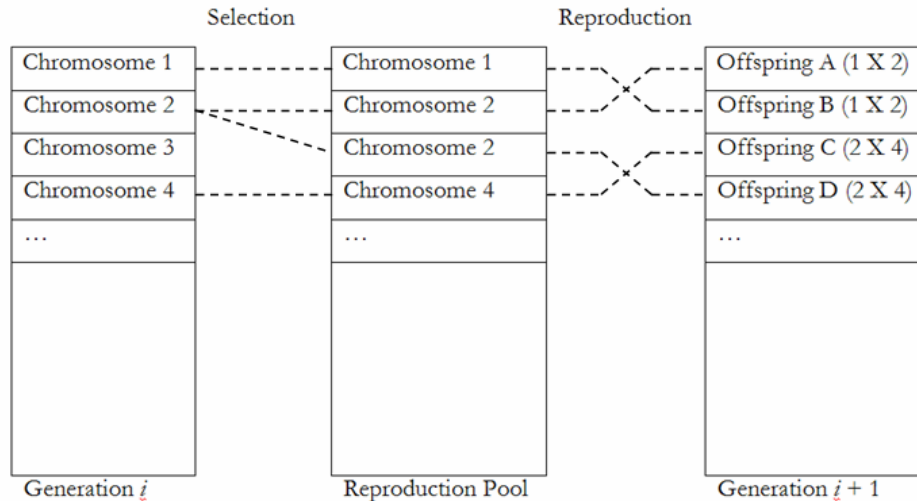 Selection
Reproduction
Chromosome 1
Chromosome 2
Chromosome 3
Chromosome 4
…
Generation i
Chromosome 1
Chromosome 2
Chromosome 2
Chromosome 4
…
Reproduction Pool
Offspring A (1 X 2)
Offspring B (1 X 2)
Offspring C (2 X 4)
Offspring D (2 X 4)
…
Generation i + 1